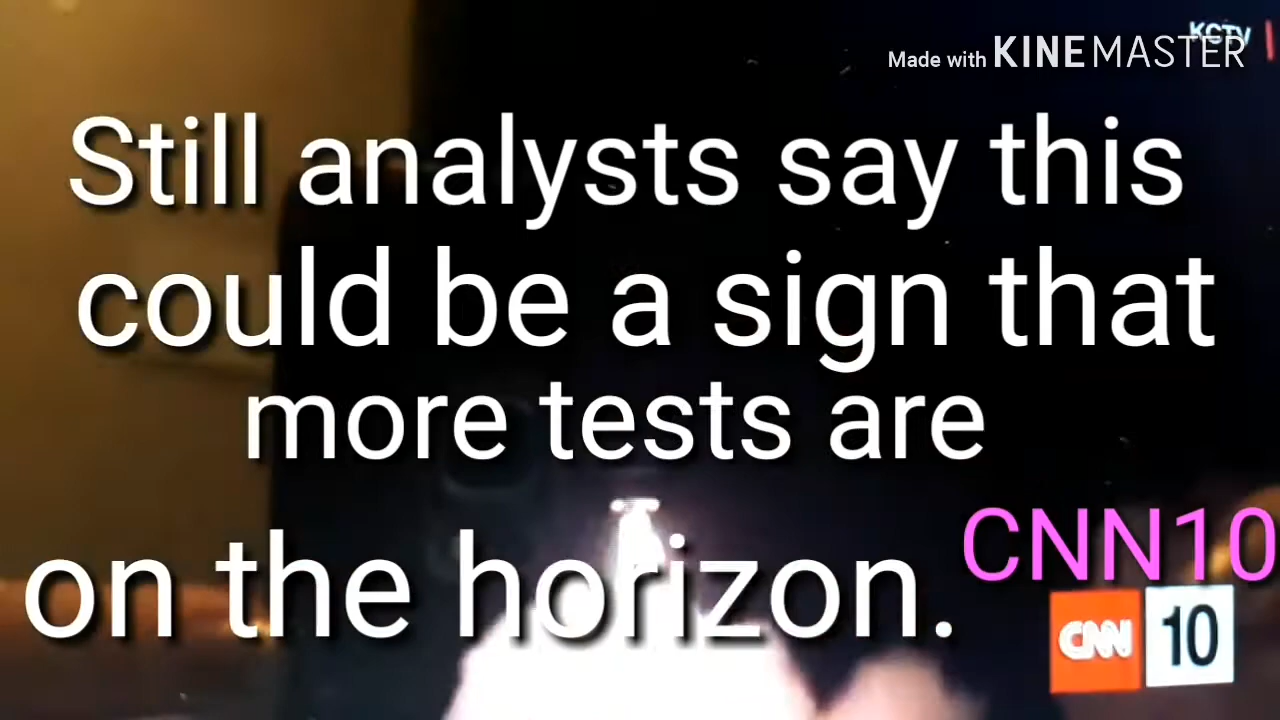 KCTV
Made with KINEMASTER
Still analysts say this
could be a sign that
more tests are
on the horizon.
CNN10
CNN 10